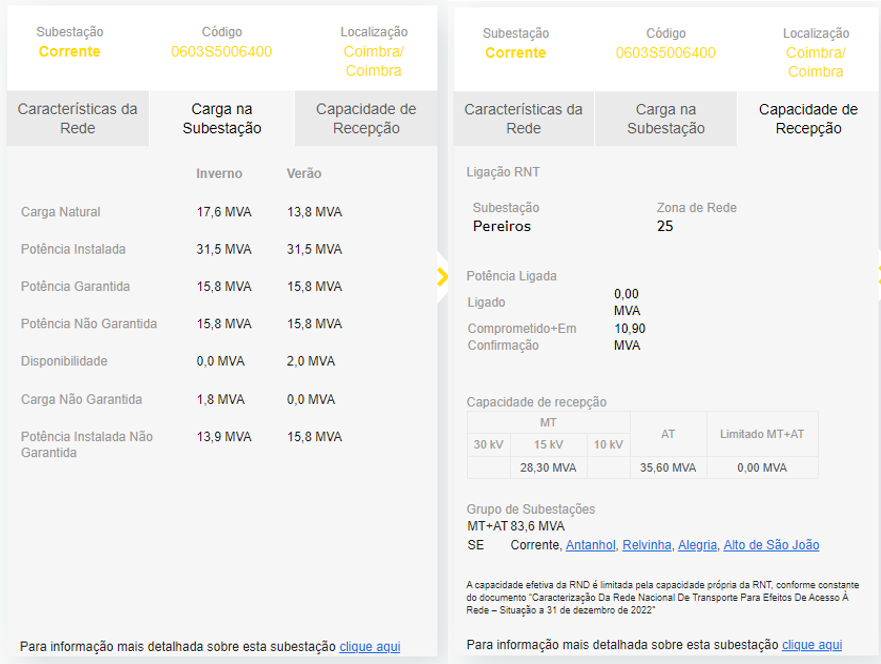 Subestação Código Localização
Corrente 0603S5006400 Coimbra/
Coimbra
Características da Rede Carga na Subestação Capacidade de Recepção
Inverno Verão
Carga Natural 17,6 MVA 13,8 MVA
Potência Instalada 31,5 MVA 31,5 MVA
Potência Garantida 15,8 MVA 15,8 MVA
Potência Não Garantida 15,8 MVA 15,8 MVA
Disponibilidade 0,0 MVA 2,0 MVA
Carga Não Garantida 1,8 MVA 0,0 MVA
Potência Instalada Não 13,9 MVA 15,8 MVA
Garantida
Para informação mais detalhada sobre esta subestação clique aqui
Subestação Código Localização
Corrente 0603S5006400 Coimbra/
Coimbra
Características da Rede Carga na Subestação Capacidade de Recepção
Ligação RNT
Subestação Zona de Rede
Pereiros 25
Potência Ligada
Ligado 0,00 MVA
Comprometido+Em 10,90
Confirmação MVA
Capacidade de recepção
MT AT Limitado MT+AT
30 kV 15 kV 10 kV
28,30 MVA 35,60 MVA 0,00 MVA
Grupo de Subestações
MT+AT 83,6 MVA
SE Corrente, Antanhol, Relvinha, Alegria, Alto de São João
A capacidade efetiva da RND é limitada pela capacidade própria da RNT, conforme constante
do documento "Caracterização Da Rede Nacional De Transporte Para Efeitos De Acesso À
Rede – Situação a 31 de dezembro de 2022"
Para informação mais detalhada sobre esta subestação clique aqui